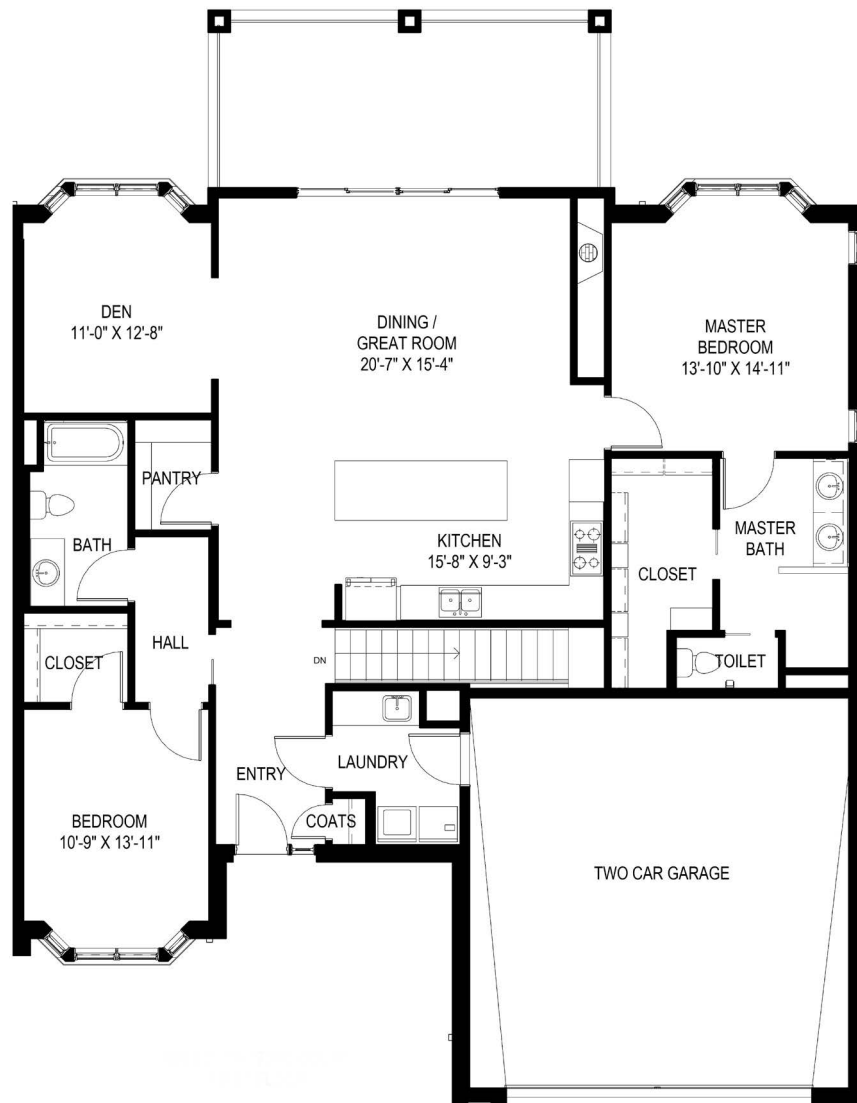 DEN
11'-0" X 12'-8"
DINING /
GREAT ROOM
20'-7" X 15'-4"
MASTER
BEDROOM
13'-10" X 14'-11"
PANTRY
BATH
KITCHEN
15'-8" X 9'-3"
MASTER
BATH
CLOSET
HALL
CLOSET
DN
TOILET
ENTRY
LAUNDRY
COATS
BEDROOM
10'-9" X 13'-11"
TWO CAR GARAGE